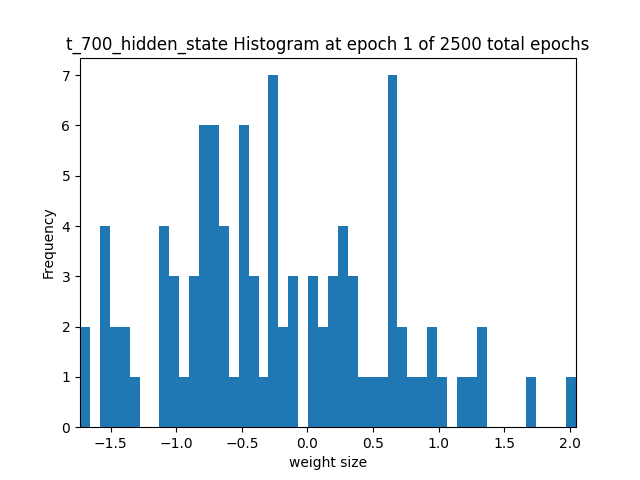 t_700_hidden_state Histogram at epoch 1 of 2500 total epochs
7
6
5
4
3
2
1
0
Frequency
−1.5 −1.0 −0.5 0.0 0.5 1.0 1.5 2.0
weight size